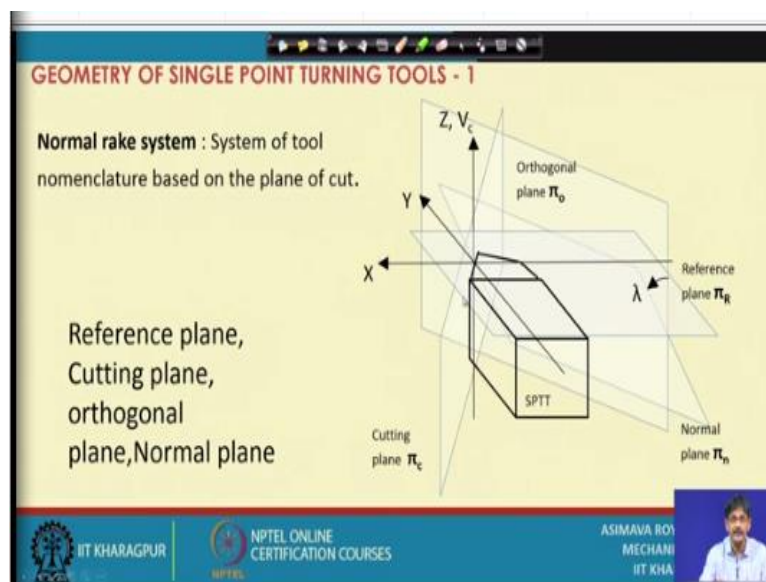 GEOMETRY OF SINGLE POINT TURNING TOOLS - 1
Normal rake system : System of tool
nomenclature based on the plane of cut.
Reference plane,
Cutting plane,
orthogonal
plane,Normal plane
Z, Vc
Y
X
Orthogonal
plane πo
Reference
plane πR
λ
SPTT
Cutting
plane πc
Normal
plane πn
IIT KHARAGPUR
NPTEL
NPTEL ONLINE
CERTIFICATION COURSES
ASIMAVA ROY
MECHANI
IIT KHA